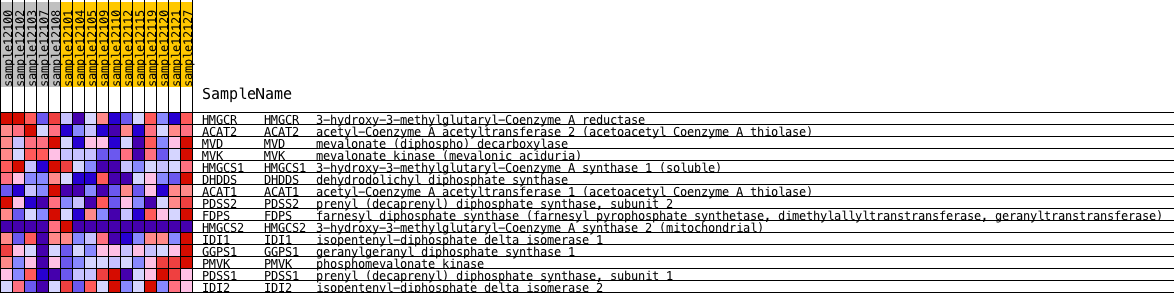 sample12100
sample12102
sample12103
sample12107
sample12108
sample12101
sample12104
sample12105
sample12109
sample12110
sample12112
sample12115
sample12119
sample12120
sample12121
sample12127
SampleName
HMGCR HMGCR 3-hydroxy-3-methylglutaryl-Coenzyme A reductase
ACAT2 ACAT2 acetyl-Coenzyme A acetyltransferase 2 (acetoacetyl Coenzyme A thiolase)
MVD MVD mevalonate (diphospho) decarboxylase
MVK MVK mevalonate kinase (mevalonic aciduria)
HMGCS1 HMGCS1 3-hydroxy-3-methylglutaryl-Coenzyme A synthase 1 (soluble)
DHDDS DHDDS dehydrodolichyl diphosphate synthase
ACAT1 ACAT1 acetyl-Coenzyme A acetyltransferase 1 (acetoacetyl Coenzyme A thiolase)
PDSS2 PDSS2 prenyl (decaprenyl) diphosphate synthase, subunit 2
FDPS FDPS farnesyl diphosphate synthase (farnesyl pyrophosphate synthetase, dimethylallyltranstransferase, geranyltranstransferase)
HMGCS2 HMGCS2 3-hydroxy-3-methylglutaryl-Coenzyme A synthase 2 (mitochondrial)
IDI1 IDI1 isopentenyl-diphosphate delta isomerase 1
GGPS1 GGPS1 geranylgeranyl diphosphate synthase 1
PMVK PMVK phosphomevalonate kinase
PDSS1 PDSS1 prenyl (decaprenyl) diphosphate synthase, subunit 1
IDI2 IDI2 isopentenyl-diphosphate delta isomerase 2